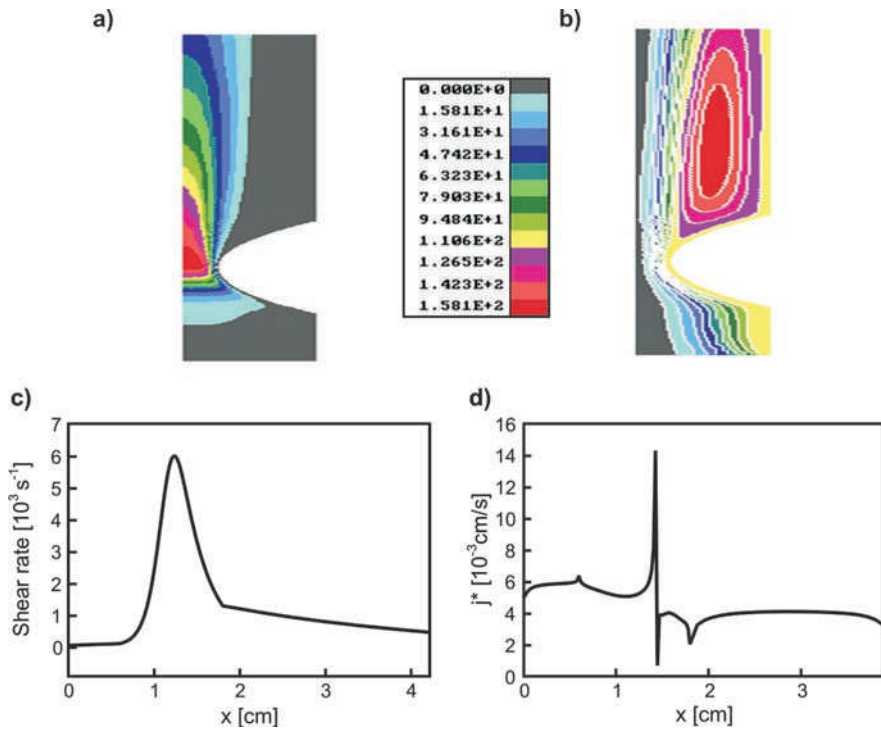 a)
b)
0.000E+0
1.581E+1
3.161E+1
4.742E+1
6.323E+1
7.903E+1
9.484E+1
1.106E+2
1.265E+2
1.423E+2
1.581E+2
c)
7
6
5
4
3
2
1
0
Shear rate [10³ s⁻¹]
0 1 2 3 4
x [cm]
d)
16
14
12
10
8
6
4
2
0
j* [10⁻³cm/s]
0 1 2 3
x [cm]